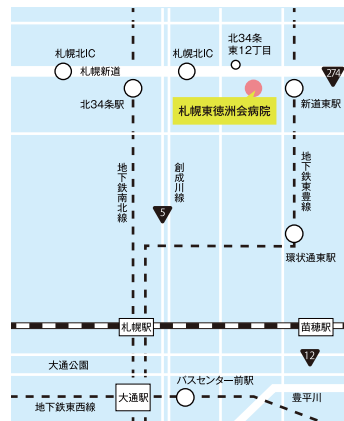 北34条
東12丁目
札幌北IC
札幌北IC
札幌新道
274
北34条駅
新道東駅
札幌東徳洲会病院
地下鉄南北線
創成川線
地下鉄東豊線
5
環状通東駅
札幌駅
苗穂駅
12
大通公園
バスセンター前駅
大通駅
豊平川
地下鉄東西線